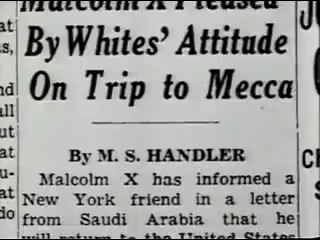 Malcolm X Pleased
By Whites' Attitude
On Trip to Mecca
By M. S. HANDLER
Malcolm X has informed a
New York friend in a letter
from Saudi Arabia that he
will return to the United States